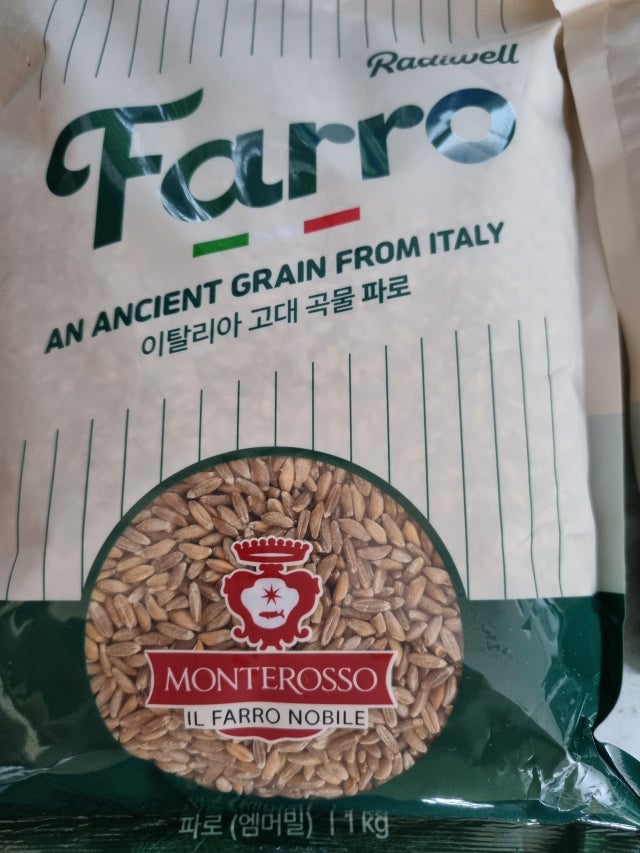 Radiwell
Farro
AN ANCIENT GRAIN FROM ITALY
이탈리아 고대 곡물 파로
MONTEROSSO
IL FARRO NOBILE
파로 (엠머밀) | 1kg